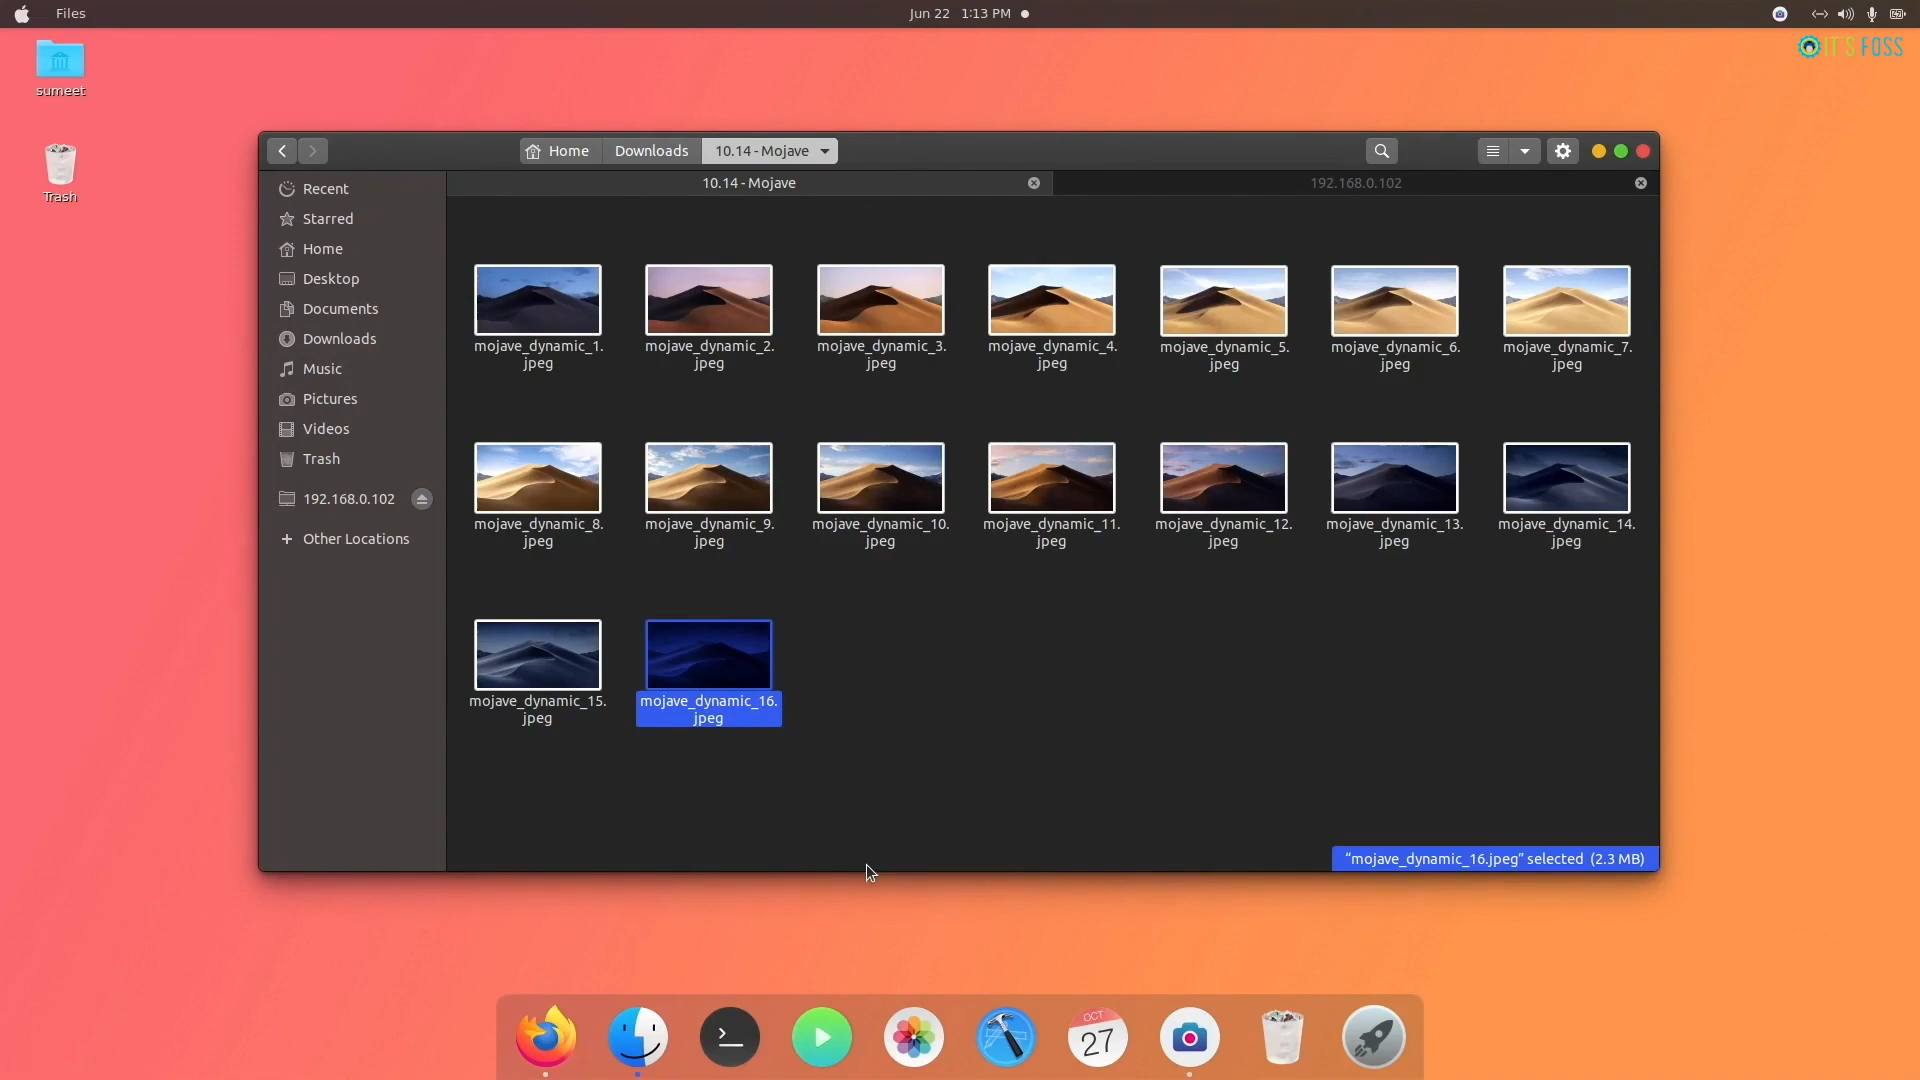 Files
Jun 22 1:13 PM
IT'S FOSS
sumeet
Trash
Home
Downloads
10.14 - Mojave
10.14 - Mojave
192.168.0.102
Recent
Starred
Home
Desktop
Documents
Downloads
Music
Pictures
Videos
Trash
192.168.0.102
Other Locations
mojave_dynamic_1.
jpeg
mojave_dynamic_2.
jpeg
mojave_dynamic_3.
jpeg
mojave_dynamic_4.
jpeg
mojave_dynamic_5.
jpeg
mojave_dynamic_6.
jpeg
mojave_dynamic_7.
jpeg
mojave_dynamic_8.
jpeg
mojave_dynamic_9.
jpeg
mojave_dynamic_10.
jpeg
mojave_dynamic_11.
jpeg
mojave_dynamic_12.
jpeg
mojave_dynamic_13.
jpeg
mojave_dynamic_14.
jpeg
mojave_dynamic_15.
jpeg
mojave_dynamic_16.
jpeg
“mojave_dynamic_16.jpeg” selected (2.3 MB)
OCT
27